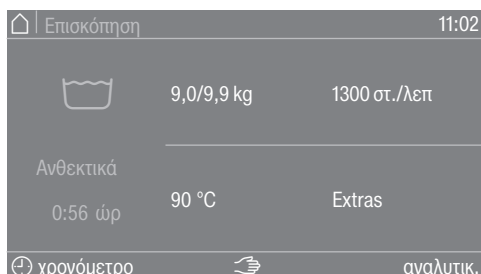 Επισκόπηση 11:02
9,0/9,9 kg 1300 στ./λεπ
Ανθεκτικά
90 °C Extras
0:56 ώρ
χρονόμετρο αναλυτικ.